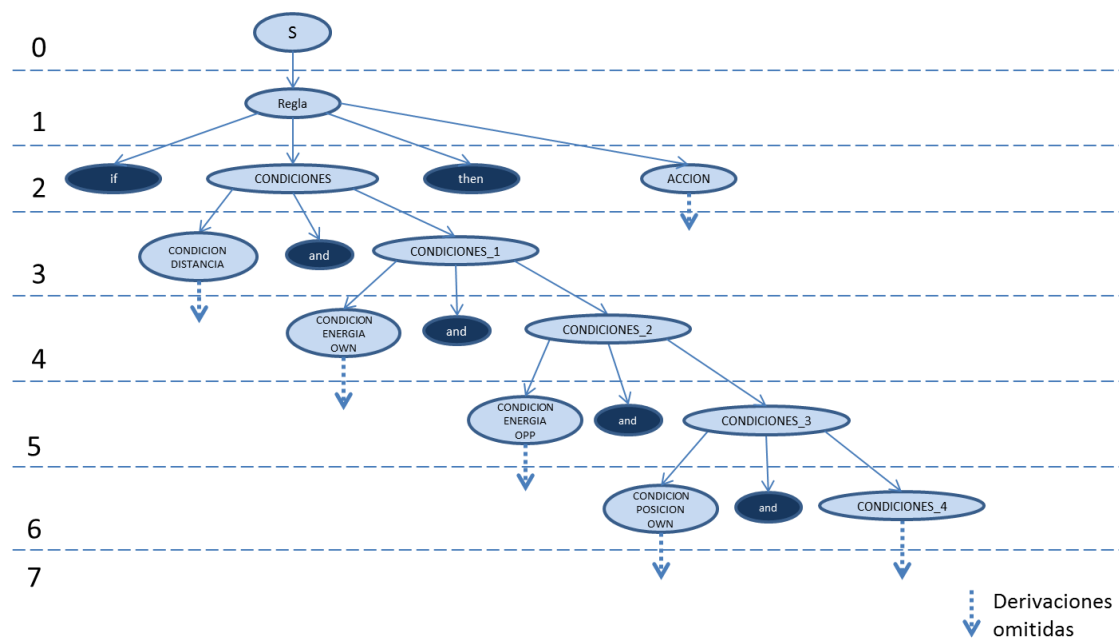 0
S
1
Regla
2
if
CONDICIONES
then
ACCION
3
CONDICION
DISTANCIA
and
CONDICIONES_1
4
CONDICION
ENERGIA
OWN
and
CONDICIONES_2
5
CONDICION
ENERGIA
OPP
and
CONDICIONES_3
6
CONDICION
POSICION
OWN
and
CONDICIONES_4
7
Derivaciones
omitidas